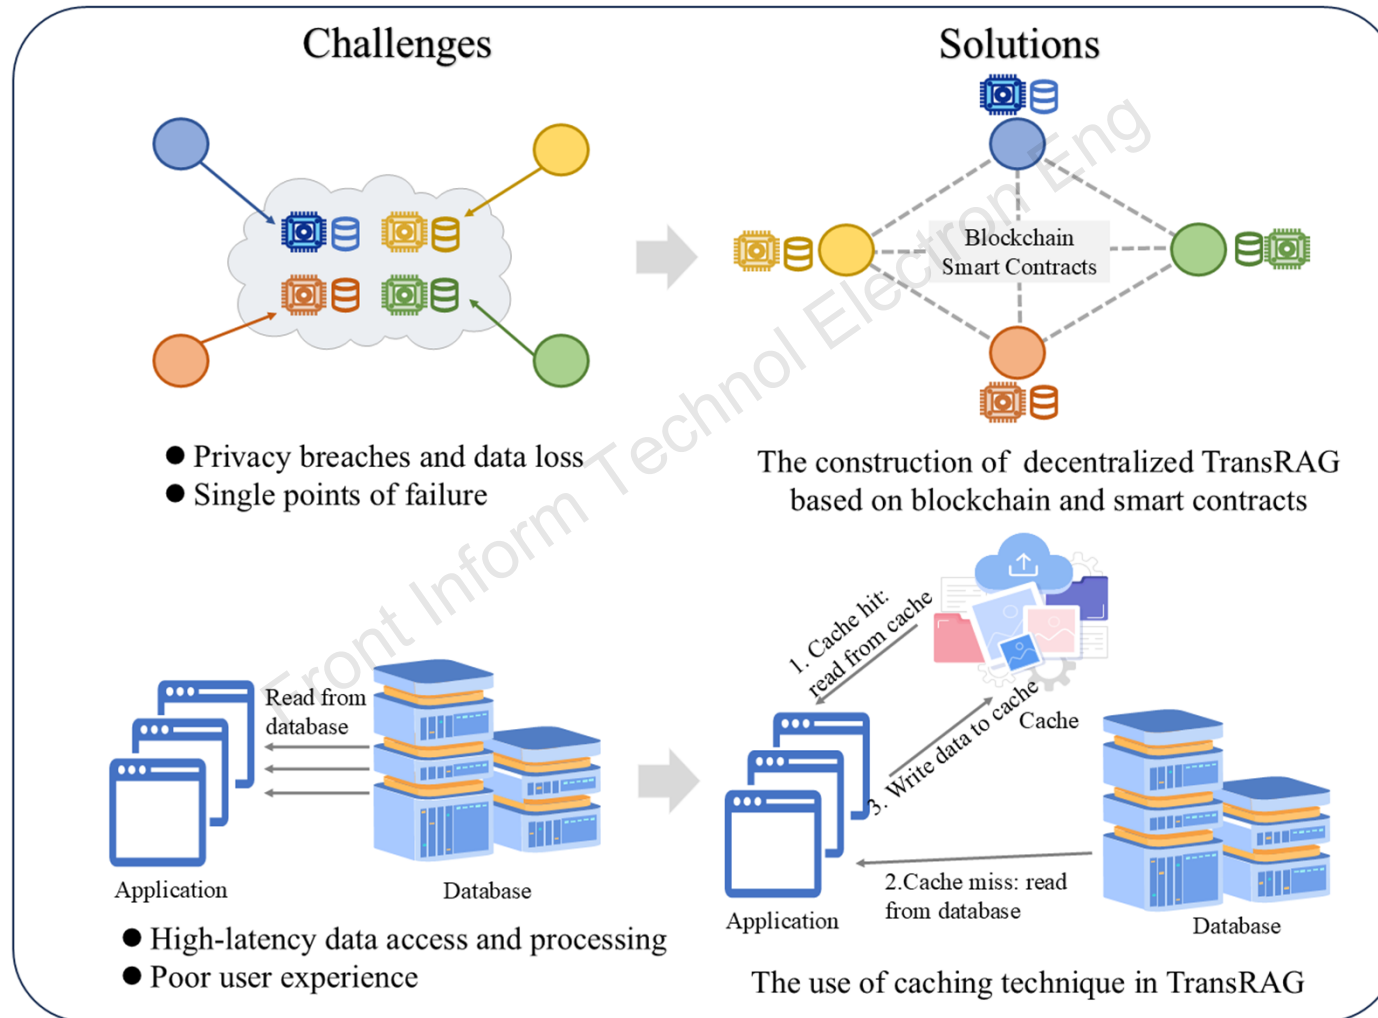 Challenges
Solutions
Blockchain
Smart Contracts
● Privacy breaches and data loss
● Single points of failure
The construction of decentralized TransRAG
based on blockchain and smart contracts
Read from
database
Application
Database
● High-latency data access and processing
● Poor user experience
1. Cache hit:
read from cache
Cache
3. Write data to cache
2.Cache miss: read
from database
Application
Database
The use of caching technique in TransRAG
Front Inform Technol Electron Eng